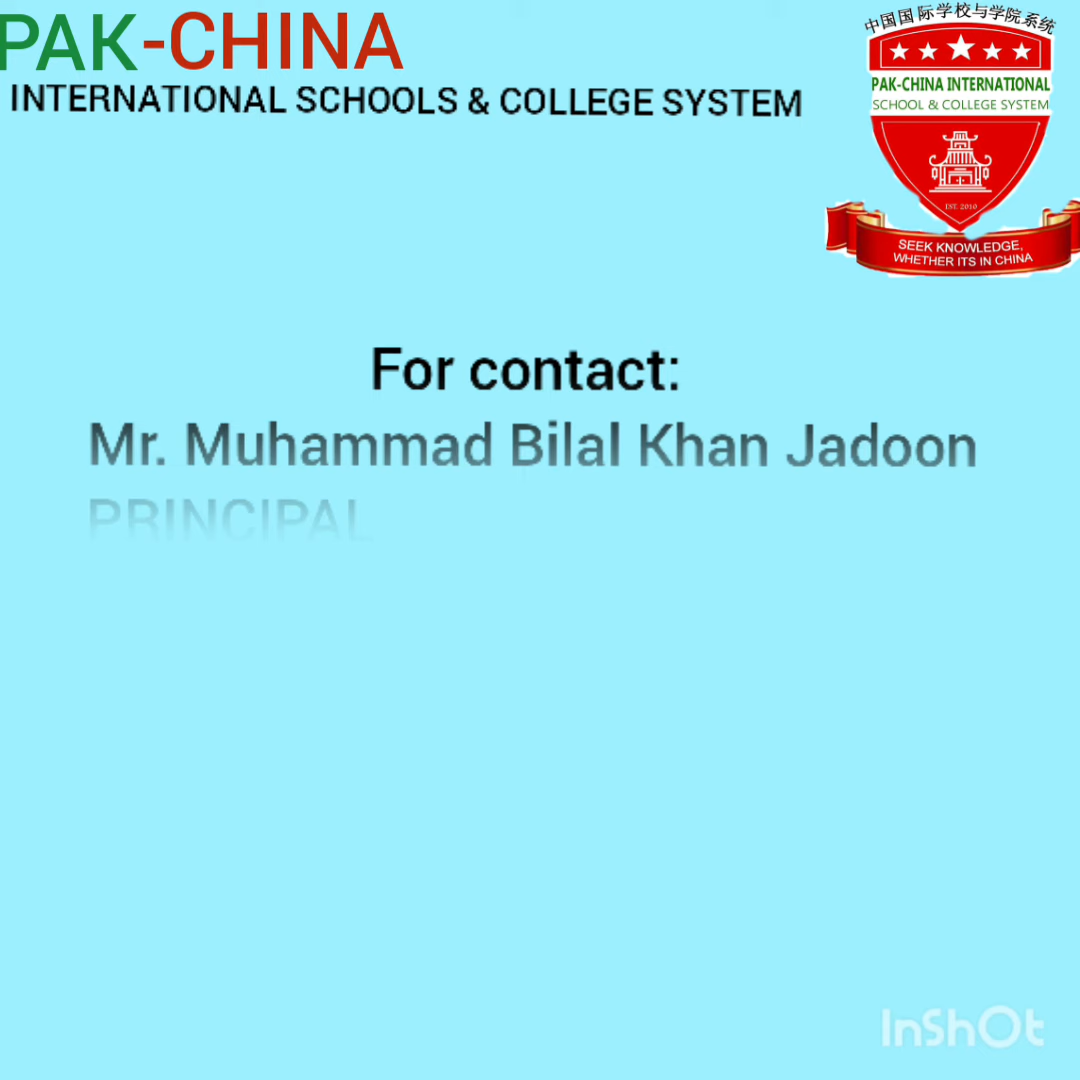 PAK-CHINA
INTERNATIONAL SCHOOLS & COLLEGE SYSTEM
中国国际学校与学院系统
PAK-CHINA INTERNATIONAL
SCHOOL & COLLEGE SYSTEM
EST. 2010
SEEK KNOWLEDGE,
WHETHER ITS IN CHINA
For contact:
Mr. Muhammad Bilal Khan Jadoon
PRINCIPAL
InShOt